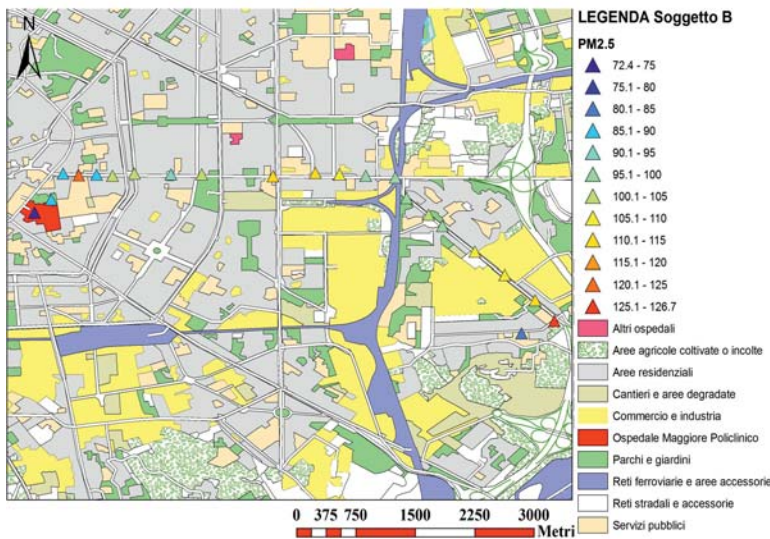 N
LEGENDA Soggetto B
PM2.5
72.4 - 75
75.1 - 80
80.1 - 85
85.1 - 90
90.1 - 95
95.1 - 100
100.1 - 105
105.1 - 110
110.1 - 115
115.1 - 120
120.1 - 125
125.1 - 126.7
Altri ospedali
Aree agricole coltivate o incolte
Aree residenziali
Cantieri e aree degradate
Commercio e industria
Ospedale Maggiore Policlinico
Parchi e giardini
Reti ferroviarie e aree accessorie
Reti stradali e accessorie
Servizi pubblici
0 375 750 1500 2250 3000
Metri